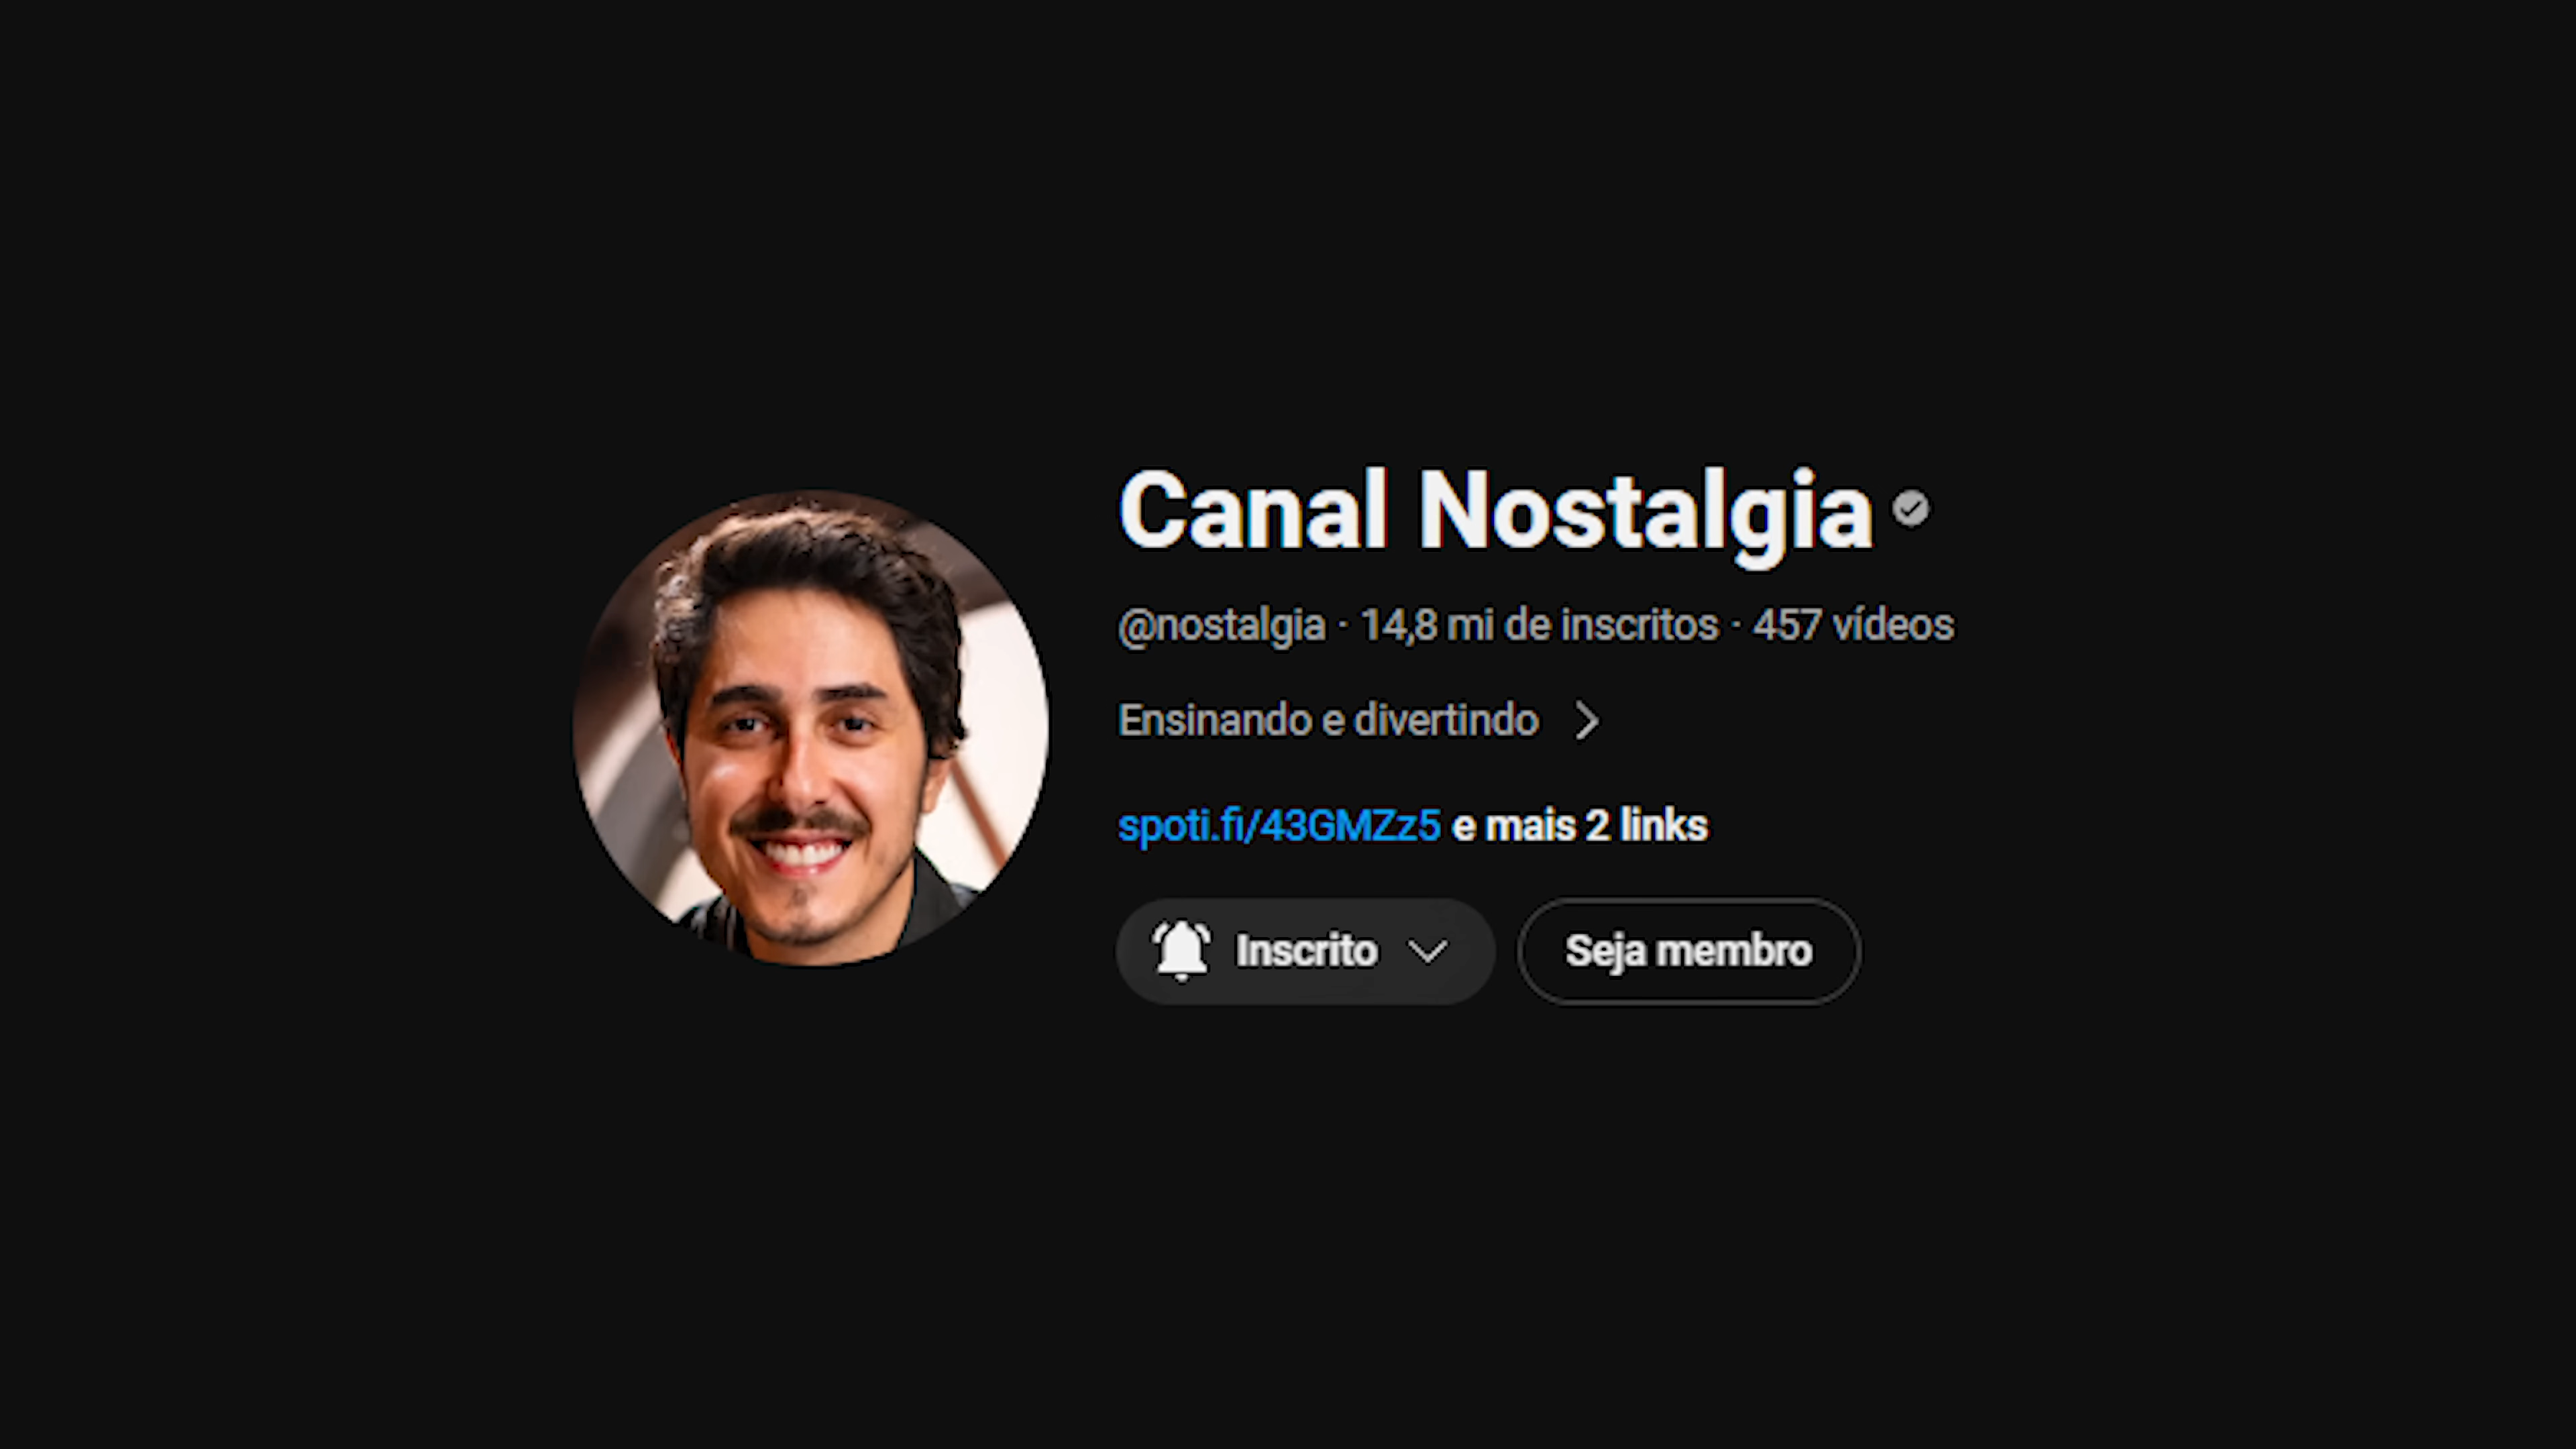 Canal Nostalgia
@nostalgia · 14,8 mi de inscritos · 457 vídeos
Ensinando e divertindo
spoti.fi/43GMZz5 e mais 2 links
Inscrito Seja membro